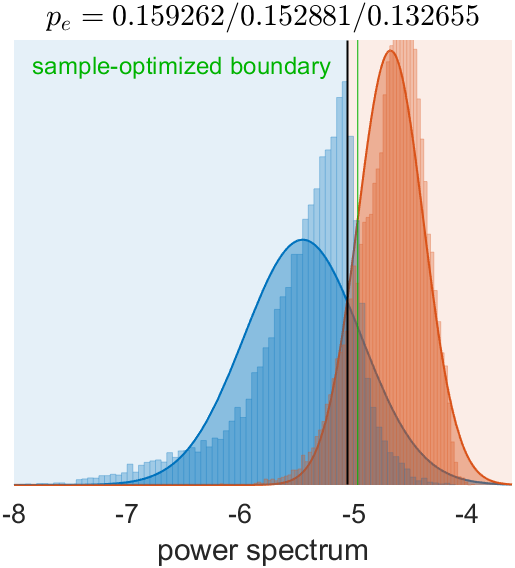 p_e = 0.159262/0.152881/0.132655
sample-optimized boundary
-8 -7 -6 -5 -4
power spectrum